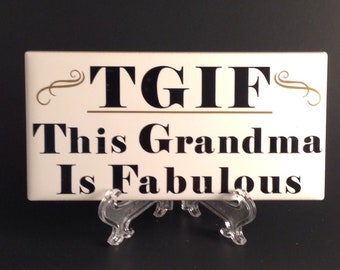 TGIF
This Grandma
Is Fabulous